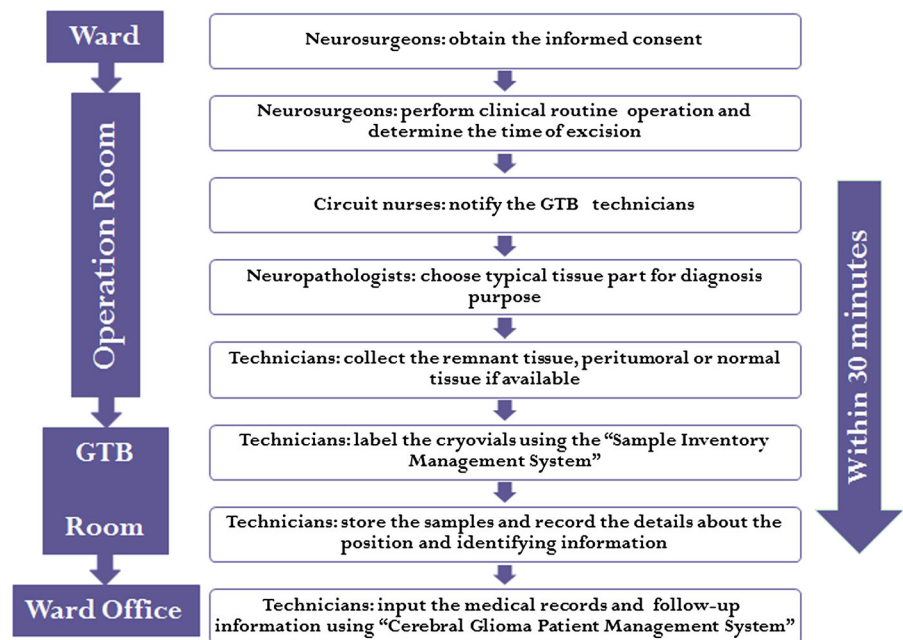 Ward
Neurosurgeons: obtain the informed consent
Operation Room
Neurosurgeons: perform clinical routine operation and
determine the time of excision
Circuit nurses: notify the GTB technicians
Neuropathologists: choose typical tissue part for diagnosis
purpose
Technicians: collect the remnant tissue, peritumoral or normal
tissue if available
GTB
Room
Technicians: label the cryovials using the “Sample Inventory
Management System”
Technicians: store the samples and record the details about the
position and identifying information
Ward Office
Technicians: input the medical records and follow-up
information using “Cerebral Glioma Patient Management System”
Within 30 minutes